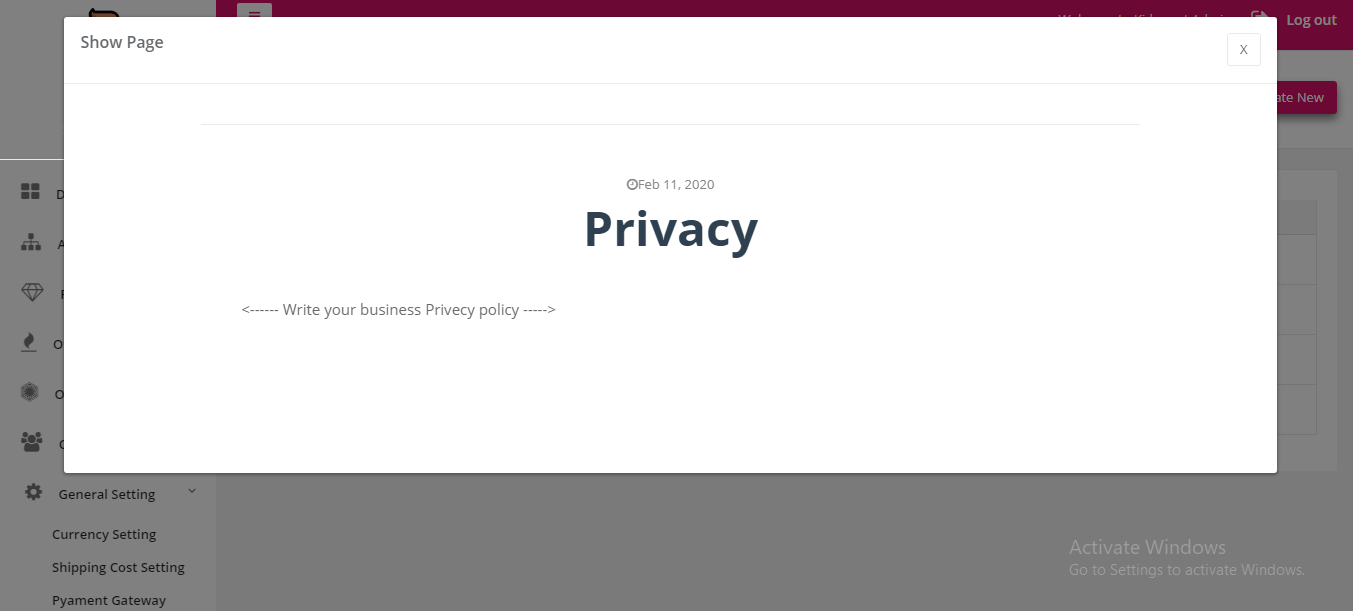 Log out
Show Page
X
ate New
Feb 11, 2020
Privacy
<------ Write your business Privecy policy ----->
General Setting
Currency Setting
Shipping Cost Setting
Pyament Gateway
Activate Windows
Go to Settings to activate Windows.